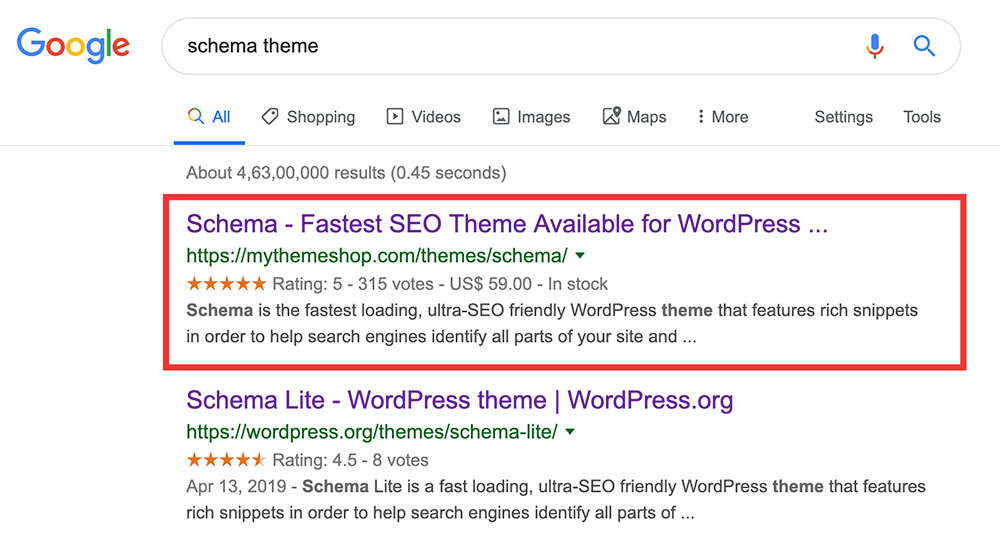 Google
schema theme
All Shopping Videos Images Maps More Settings Tools
About 4,63,00,000 results (0.45 seconds)
Schema - Fastest SEO Theme Available for WordPress ...
https://mythemeshop.com/themes/schema/
Rating: 5 - 315 votes - US$ 59.00 - In stock
Schema is the fastest loading, ultra-SEO friendly WordPress theme that features rich snippets
in order to help search engines identify all parts of your site and ...
Schema Lite - WordPress theme | WordPress.org
https://wordpress.org/themes/schema-lite/
Rating: 4.5 - 8 votes
Apr 13, 2019 - Schema Lite is a fast loading, ultra-SEO friendly WordPress theme that features
rich snippets in order to help search engines identify all parts of ...